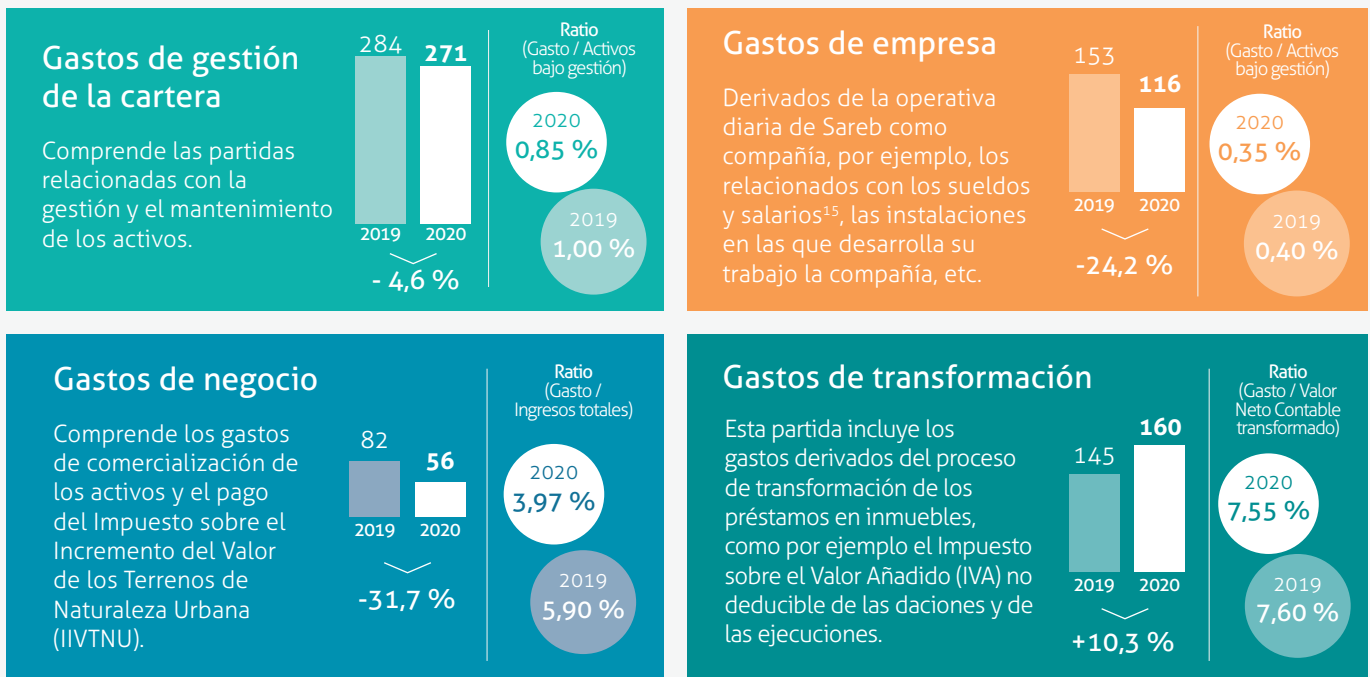 Gastos de gestión
de la cartera
Comprende las partidas
relacionadas con la
gestión y el mantenimiento
de los activos.
284 271
2019 2020
- 4,6 %
Ratio
(Gasto / Activos
bajo gestión)
2020
0,85 %
2019
1,00 %
Gastos de empresa
Derivados de la operativa
diaria de Sareb como
compañía, por ejemplo, los
relacionados con los sueldos
y salarios¹⁵, las instalaciones
en las que desarrolla su
trabajo la compañía, etc.
153
116
2019 2020
-24,2 %
Ratio
(Gasto / Activos
bajo gestión)
2020
0,35 %
2019
0,40 %
Gastos de negocio
Comprende los gastos
de comercialización de
los activos y el pago
del Impuesto sobre el
Incremento del Valor
de los Terrenos de
Naturaleza Urbana
(IIVTNU).
82
56
2019 2020
-31,7 %
Ratio
(Gasto /
Ingresos totales)
2020
3,97 %
2019
5,90 %
Gastos de transformación
Esta partida incluye los
gastos derivados del proceso
de transformación de los
préstamos en inmuebles,
como por ejemplo el Impuesto
sobre el Valor Añadido (IVA) no
deducible de las daciones y de
las ejecuciones.
145
160
2019 2020
+10,3 %
Ratio
(Gasto / Valor
Neto Contable
transformado)
2020
7,55 %
2019
7,60 %